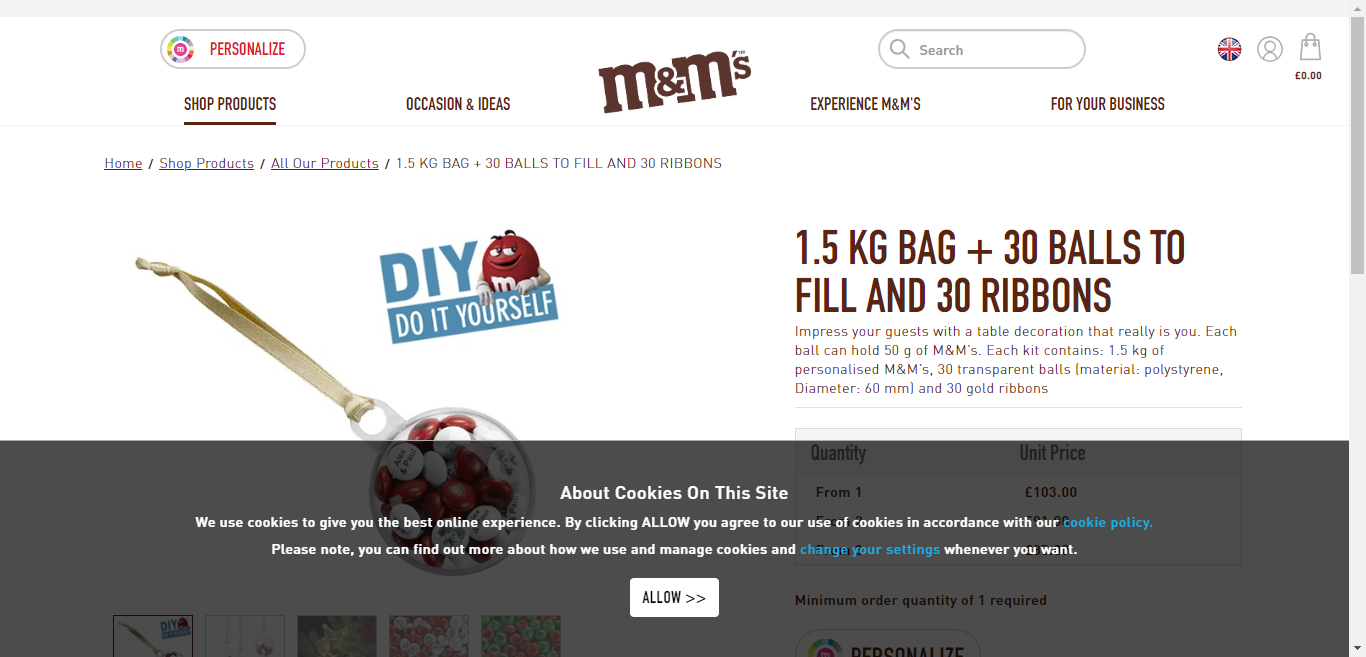 PERSONALIZE
m&m's
Search
£0.00
SHOP PRODUCTS
OCCASION & IDEAS
EXPERIENCE M&M'S
FOR YOUR BUSINESS
Home / Shop Products / All Our Products / 1.5 KG BAG + 30 BALLS TO FILL AND 30 RIBBONS
DIY
DO IT YOURSELF
1.5 KG BAG + 30 BALLS TO
FILL AND 30 RIBBONS
Impress your guests with a table decoration that really is you. Each
ball can hold 50 g of M&M's. Each kit contains: 1.5 kg of
personalised M&M's, 30 transparent balls (material: polystyrene,
Diameter: 60 mm) and 30 gold ribbons
Quantity Unit Price
From 1 £103.00
Alex
& Paul
About Cookies On This Site
We use cookies to give you the best online experience. By clicking ALLOW you agree to our use of cookies in accordance with our cookie policy.
Please note, you can find out more about how we use and manage cookies and change your settings whenever you want.
ALLOW >>
Minimum order quantity of 1 required
PERSONALIZE